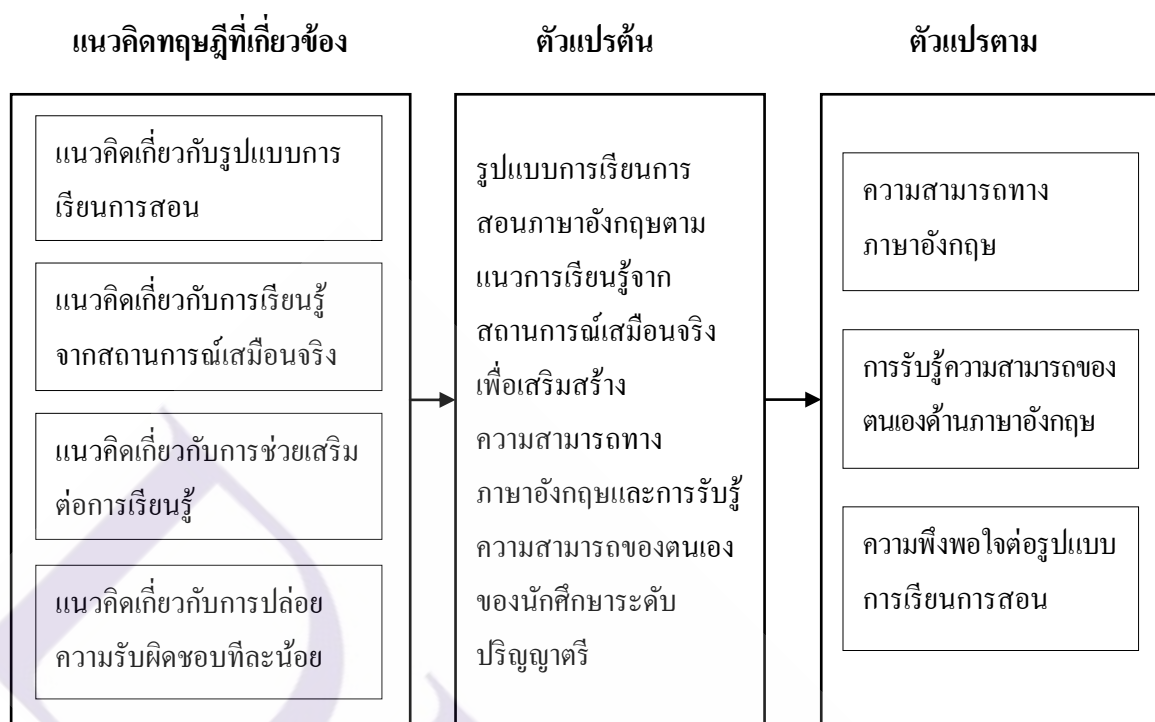 แนวคิดทฤษฎีที่เกี่ยวข้อง
ตัวแปรต้น
ตัวแปรตาม
แนวคิดเกี่ยวกับรูปแบบการ
เรียนการสอน
แนวคิดเกี่ยวกับการเรียนรู้
จากสถานการณ์เสมือนจริง
แนวคิดเกี่ยวกับการช่วยเสริม
ต่อการเรียนรู้
แนวคิดเกี่ยวกับการปล่อย
ความรับผิดชอบทีละน้อย
รูปแบบการเรียนการ
สอนภาษาอังกฤษตาม
แนวการเรียนรู้จาก
สถานการณ์เสมือนจริง
เพื่อเสริมสร้าง
ความสามารถทาง
ภาษาอังกฤษและการรับรู้
ความสามารถของตนเอง
ของนักศึกษาระดับ
ปริญญาตรี
ความสามารถทาง
ภาษาอังกฤษ
การรับรู้ความสามารถของ
ตนเองด้านภาษาอังกฤษ
ความพึงพอใจต่อรูปแบบ
การเรียนการสอน